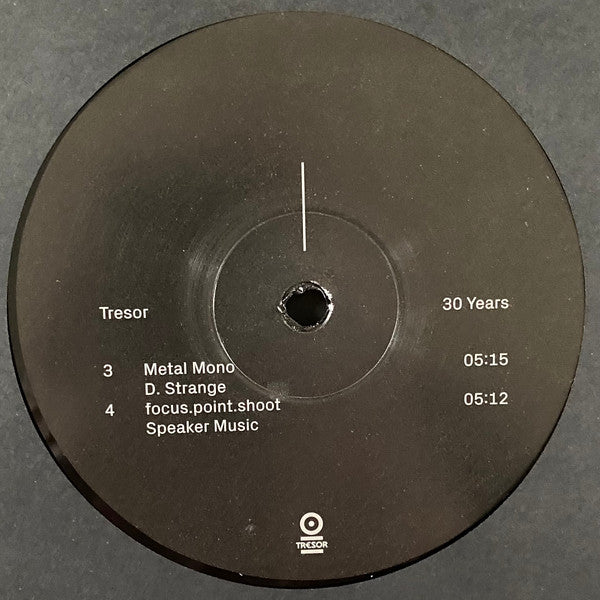 Tresor 30 Years
3 Metal Mono 05:15
D. Strange
4 focus.point.shoot 05:12
Speaker Music
TRESOR